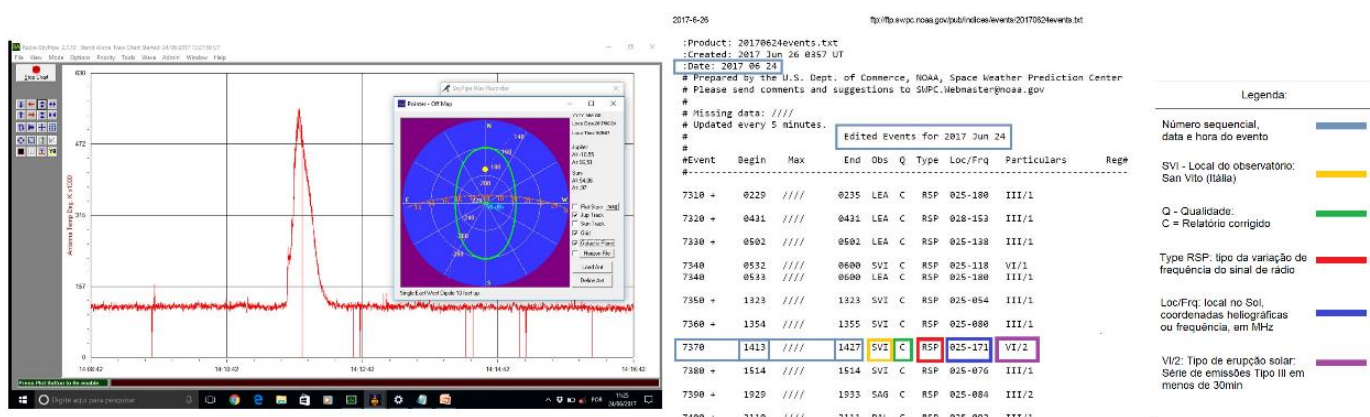 Radio-SkyPipe
File View Mode Options Priority Tools Wave Admin Window Help
Stop Chart
630
472
315
157
0
Antenna Temp Deg. K x1000
14:08:42
14:10:42
14:12:42
14:14:42
14:16:42
Press Plot Button to Re-enable
SkyPipe Wav Recorder
Pointer - Off Map
Jupiter
Sun
Plot Stars
Jup Track
Sun Track
Grid
Galactic Plane
Horizon File
Load Ant
Define Ant
Single East West Dipole 10 feet up.
Digite aqui para pesquisar
POR
11:25
24/06/2017
2017-6-26
ftp://ftp.swpc.noaa.gov/pub/indices/events/20170624events.txt
:Product: 20170624events.txt
:Created: 2017 Jun 26 0357 UT
:Date: 2017 06 24
# Prepared by the U.S. Dept. of Commerce, NOAA, Space Weather Prediction Center
# Please send comments and suggestions to SWPC.Webmaster@noaa.gov
#
# Missing data: ////
# Updated every 5 minutes.
# Edited Events for 2017 Jun 24
#
#Event Begin Max End Obs Q Type Loc/Frq Particulars Reg#
#-------------------------------------------------------------------------------
7310 + 0229 //// 0235 LEA C RSP 025-180 III/1
7320 + 0431 //// 0431 LEA C RSP 028-153 III/1
7330 + 0502 //// 0502 LEA C RSP 025-138 III/1
7340 0532 //// 0600 SVI C RSP 025-118 VI/1
7340 0533 //// 0600 LEA C RSP 025-180 III/1
7350 + 1323 //// 1323 SVI C RSP 025-054 III/1
7360 + 1354 //// 1355 SVI C RSP 025-080 III/1
7370 1413 //// 1427 SVI C RSP 025-171 VI/2
7380 + 1514 //// 1514 SVI C RSP 025-076 III/1
7390 + 1929 //// 1933 SAG C RSP 025-084 III/2
Legenda:
Número sequencial,
data e hora do evento
SVI - Local do observatório:
San Vito (Itália)
Q - Qualidade:
C = Relatório corrigido
Type RSP: tipo da variação de
frequência do sinal de rádio
Loc/Frq: local no Sol,
coordenadas heliográficas
ou frequência, em MHz
VI/2: Tipo de erupção solar:
Série de emissões Tipo III em
menos de 30min